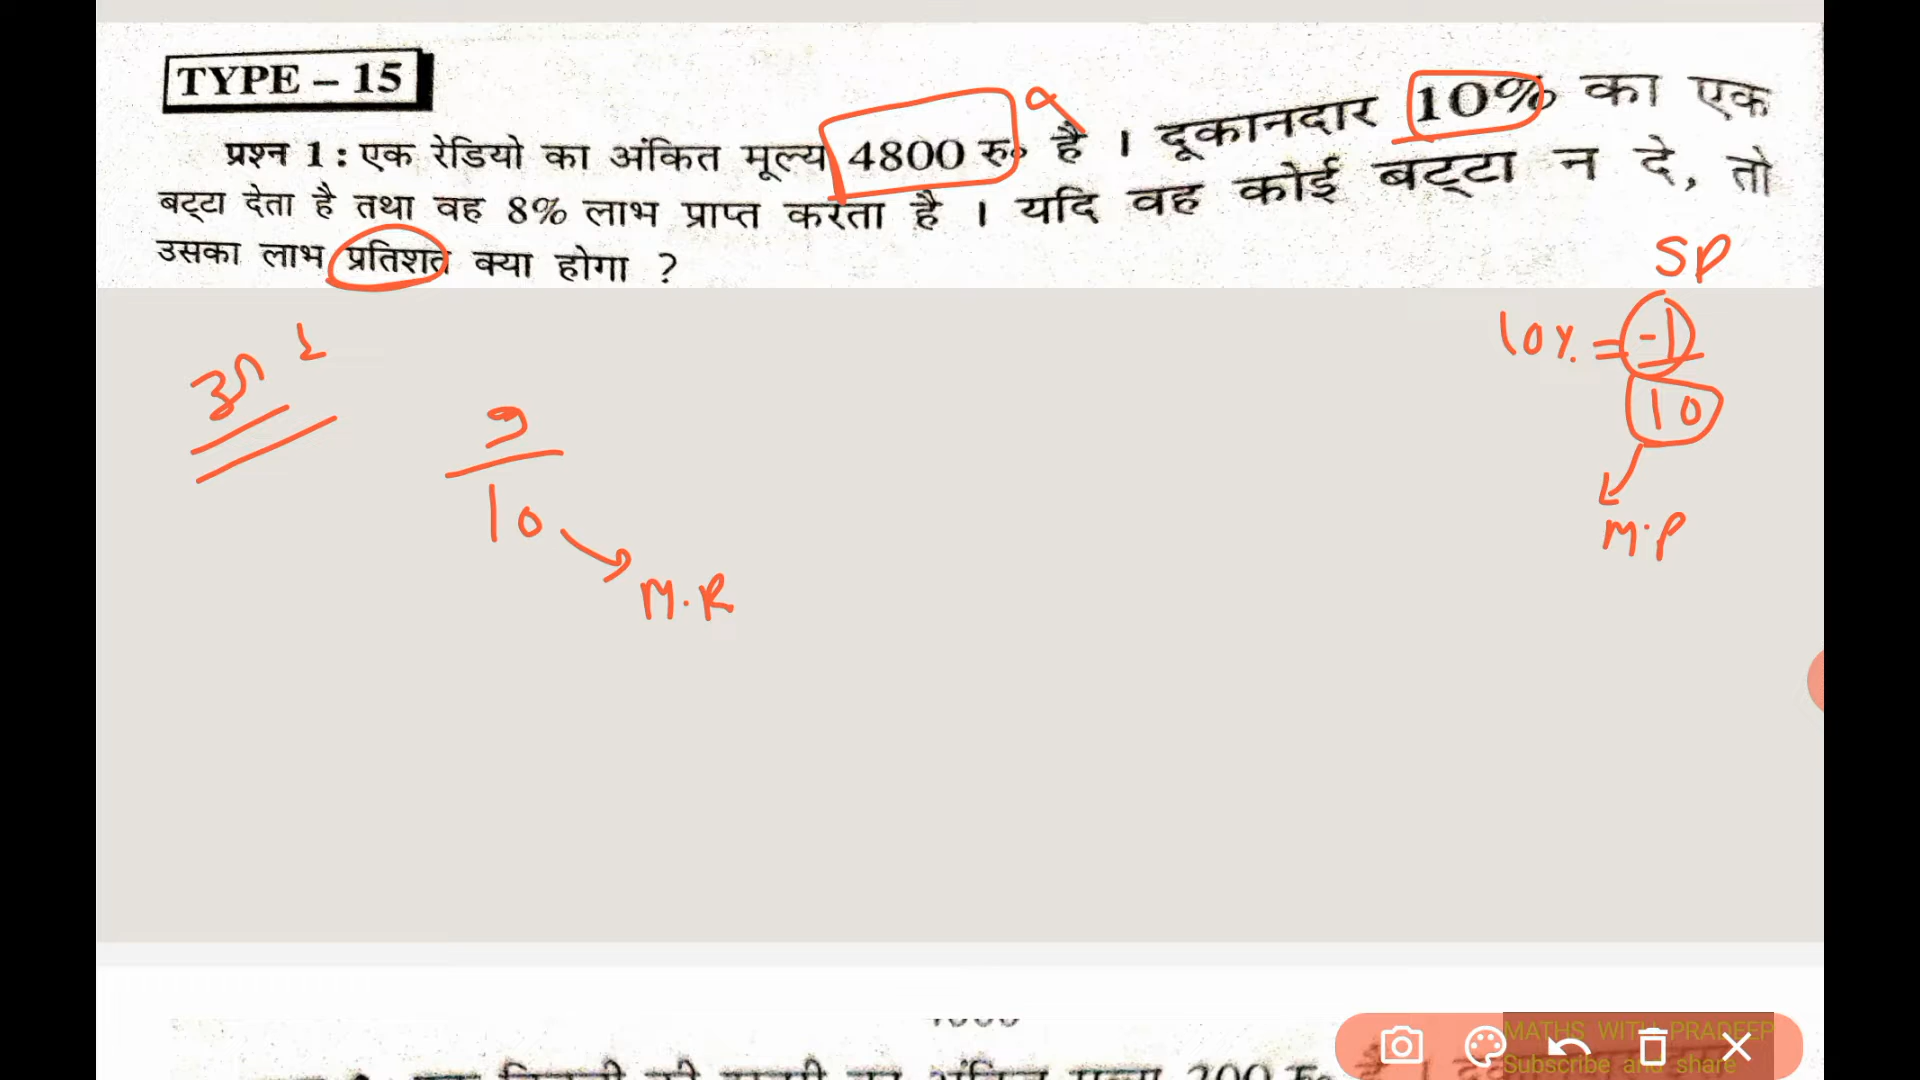 TYPE – 15
प्रश्न 1 : एक रेडियो का अंकित मूल्य 4800 रु॰ है । दूकानदार 10% का एक
बट्टा देता है तथा वह 8% लाभ प्राप्त करता है । यदि वह कोई बट्टा न दे, तो
उसका लाभ प्रतिशत क्या होगा ?
SP
10% = -1
10
M.P
9
10
M.R
MATHS WITH PRADEEP
Subscribe and share